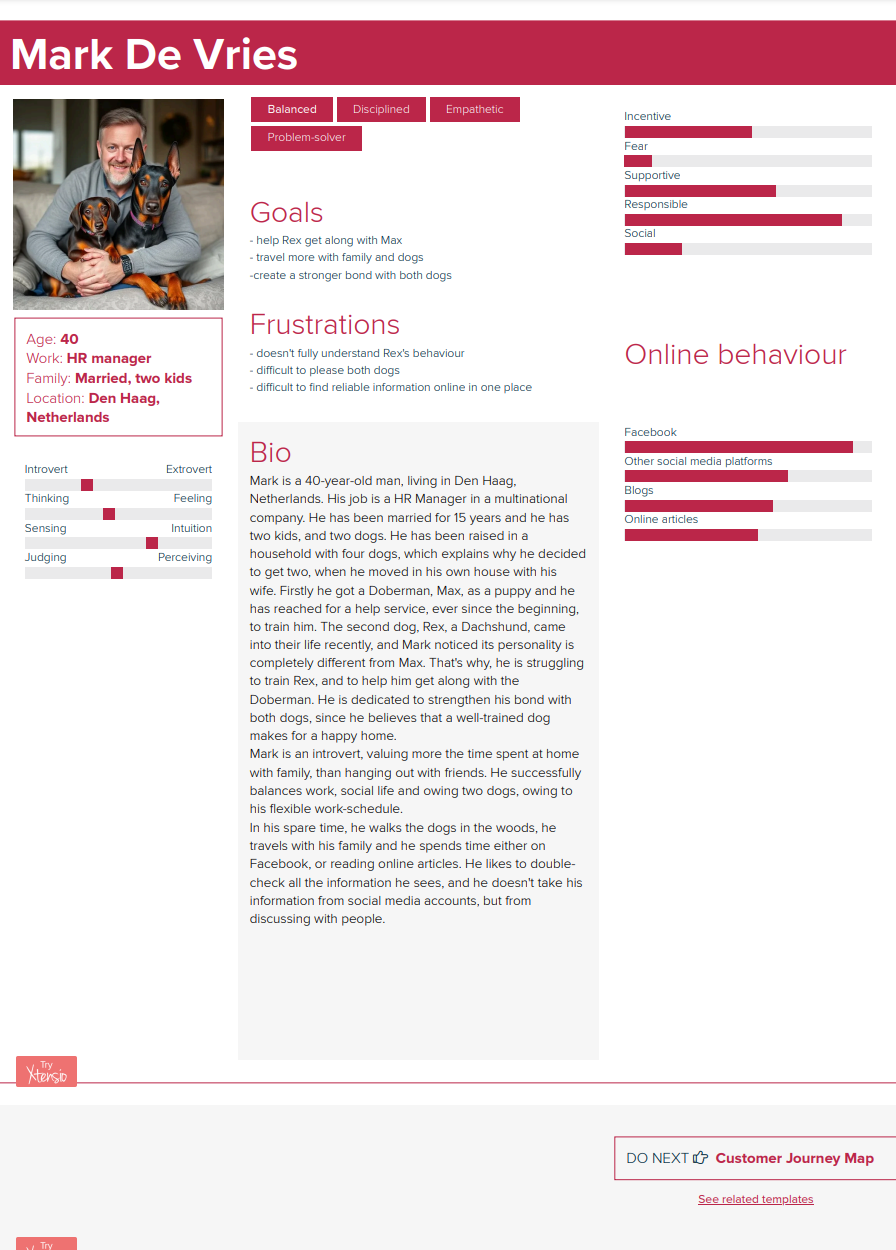 Mark De Vries
Balanced
Disciplined
Empathetic
Problem-solver
Goals
- help Rex get along with Max
- travel more with family and dogs
-create a stronger bond with both dogs
Frustrations
- doesn't fully understand Rex's behaviour
- difficult to please both dogs
- difficult to find reliable information online in one place
Age: 40
Work: HR manager
Family: Married, two kids
Location: Den Haag,
Netherlands
Introvert Extrovert
Thinking Feeling
Sensing Intuition
Judging Perceiving
Bio
Mark is a 40-year-old man, living in Den Haag,
Netherlands. His job is a HR Manager in a multinational
company. He has been married for 15 years and he has
two kids, and two dogs. He has been raised in a
household with four dogs, which explains why he decided
to get two, when he moved in his own house with his
wife. Firstly he got a Doberman, Max, as a puppy and he
has reached for a help service, ever since the beginning,
to train him. The second dog, Rex, a Dachshund, came
into their life recently, and Mark noticed its personality is
completely different from Max. That's why, he is struggling
to train Rex, and to help him get along with the
Doberman. He is dedicated to strengthen his bond with
both dogs, since he believes that a well-trained dog
makes for a happy home.
Mark is an introvert, valuing more the time spent at home
with family, than hanging out with friends. He successfully
balances work, social life and owing two dogs, owing to
his flexible work-schedule.
In his spare time, he walks the dogs in the woods, he
travels with his family and he spends time either on
Facebook, or reading online articles. He likes to double-
check all the information he sees, and he doesn't take his
information from social media accounts, but from
discussing with people.
Incentive
Fear
Supportive
Responsible
Social
Online behaviour
Facebook
Other social media platforms
Blogs
Online articles
Try
Xtensio
DO NEXT Customer Journey Map
See related templates
Try